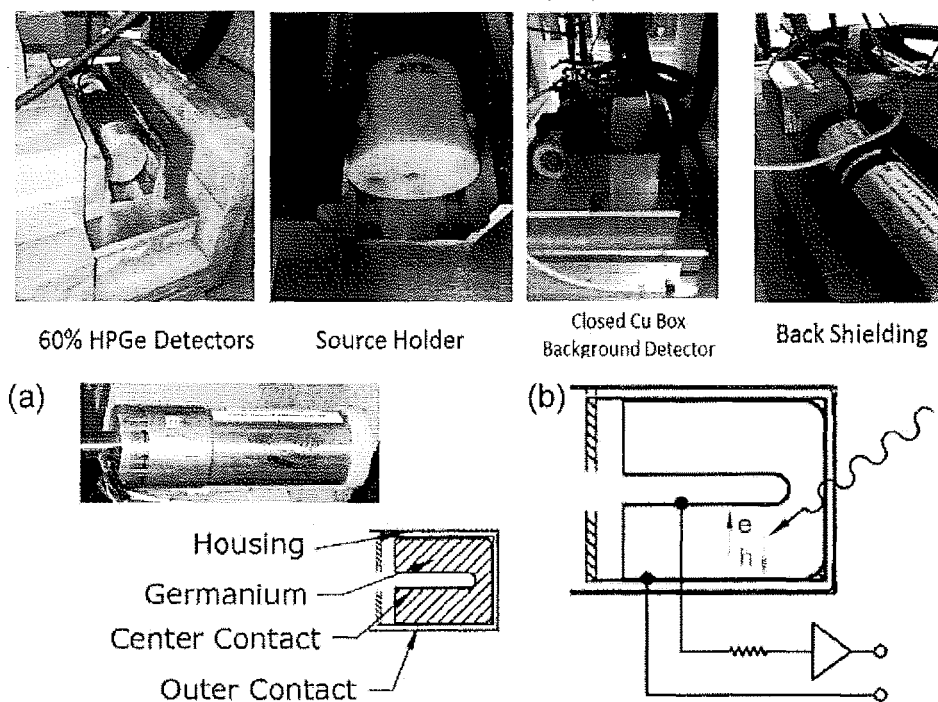 60% HPGe Detectors
Source Holder
Closed Cu Box
Background Detector
Back Shielding
(a)
(b)
Housing
Germanium
Center Contact
Outer Contact
e
h